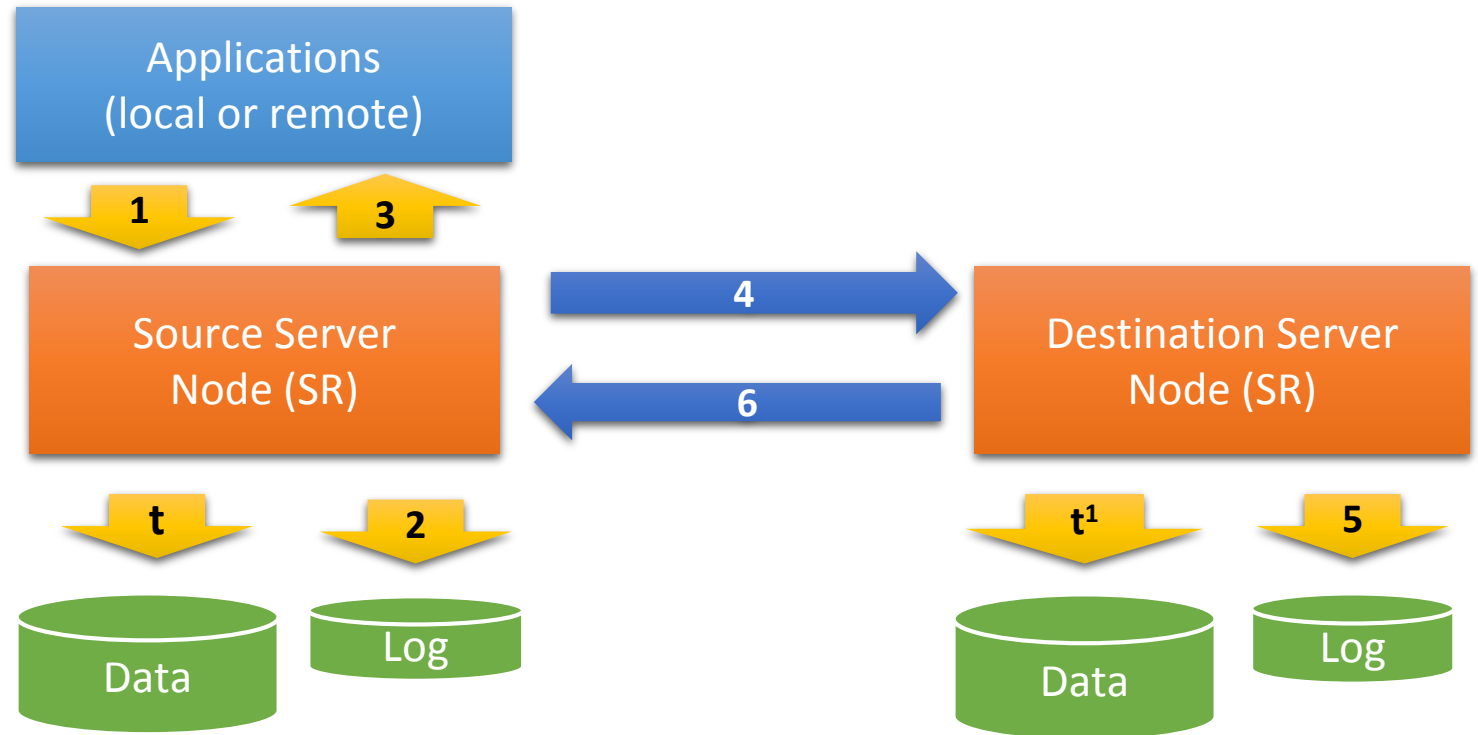 Applications
(local or remote)
1
3
Source Server
Node (SR)
4
6
Destination Server
Node (SR)
t
2
t¹
5
Data
Log
Data
Log